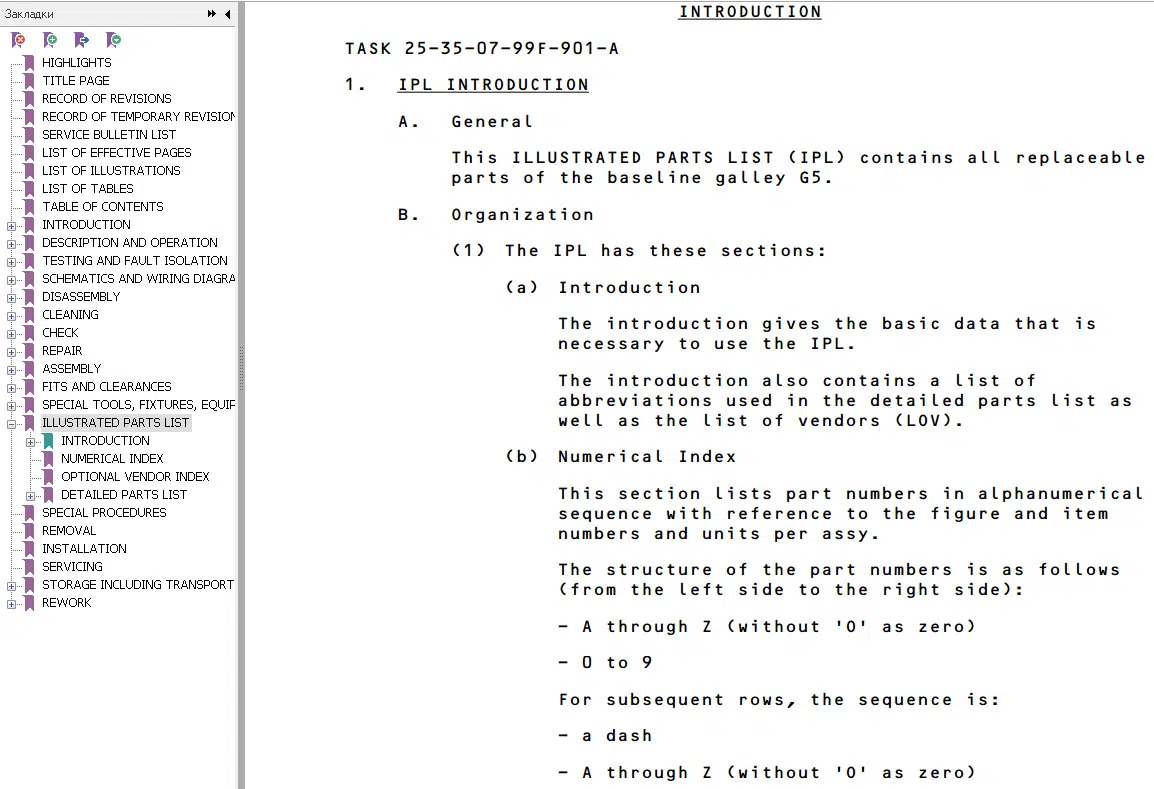 Закладки
HIGHLIGHTS
TITLE PAGE
RECORD OF REVISIONS
RECORD OF TEMPORARY REVISION
SERVICE BULLETIN LIST
LIST OF EFFECTIVE PAGES
LIST OF ILLUSTRATIONS
LIST OF TABLES
TABLE OF CONTENTS
INTRODUCTION
DESCRIPTION AND OPERATION
TESTING AND FAULT ISOLATION
SCHEMATICS AND WIRING DIAGRA
DISASSEMBLY
CLEANING
CHECK
REPAIR
ASSEMBLY
FITS AND CLEARANCES
SPECIAL TOOLS, FIXTURES, EQUIP
ILLUSTRATED PARTS LIST
INTRODUCTION
NUMERICAL INDEX
OPTIONAL VENDOR INDEX
DETAILED PARTS LIST
SPECIAL PROCEDURES
REMOVAL
INSTALLATION
SERVICING
STORAGE INCLUDING TRANSPORT
REWORK
INTRODUCTION
TASK 25-35-07-99F-901-A
1. IPL INTRODUCTION
A. General
This ILLUSTRATED PARTS LIST (IPL) contains all replaceable
parts of the baseline galley G5.
B. Organization
(1) The IPL has these sections:
(a) Introduction
The introduction gives the basic data that is
necessary to use the IPL.
The introduction also contains a list of
abbreviations used in the detailed parts list as
well as the list of vendors (LOV).
(b) Numerical Index
This section lists part numbers in alphanumerical
sequence with reference to the figure and item
numbers and units per assy.
The structure of the part numbers is as follows
(from the left side to the right side):
- A through Z (without 'O' as zero)
- 0 to 9
For subsequent rows, the sequence is:
- a dash
- A through Z (without 'O' as zero)